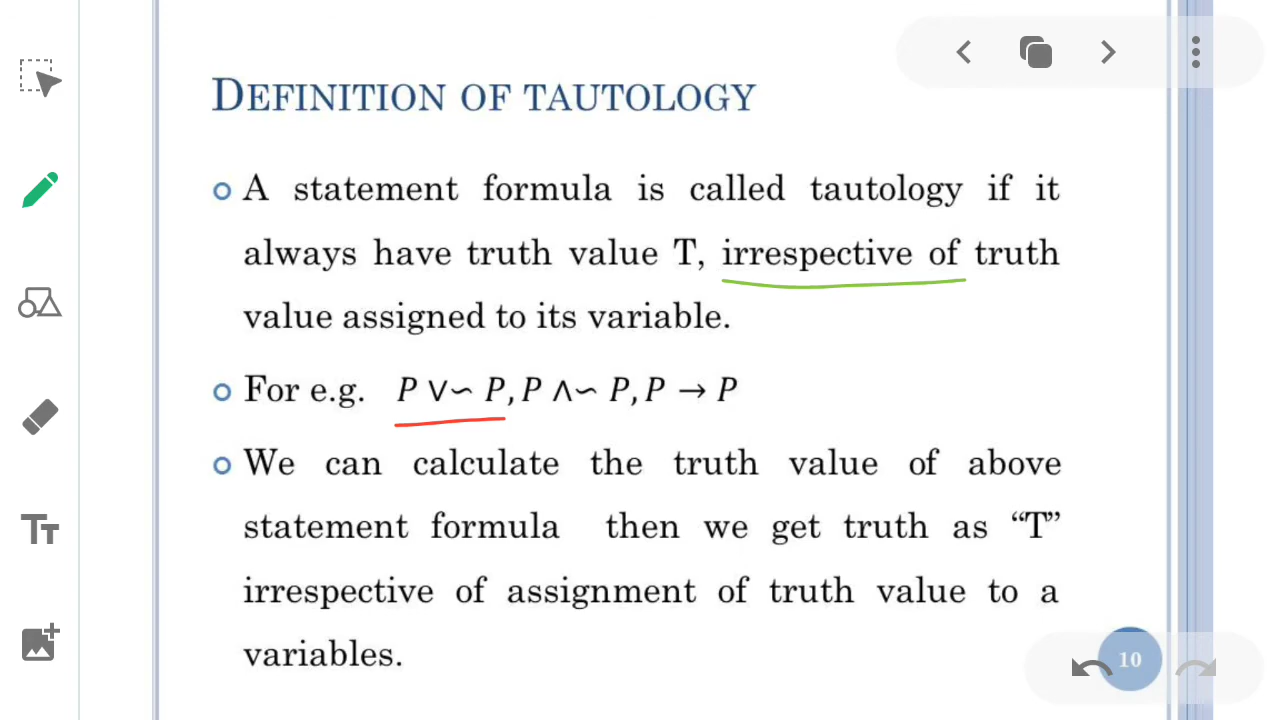 DEFINITION OF TAUTOLOGY
A statement formula is called tautology if it
always have truth value T, irrespective of truth
value assigned to its variable.
For e.g. P ∨∽ P, P ∧∽ P, P → P
We can calculate the truth value of above
statement formula then we get truth as “T”
irrespective of assignment of truth value to a
variables.
10
Tт